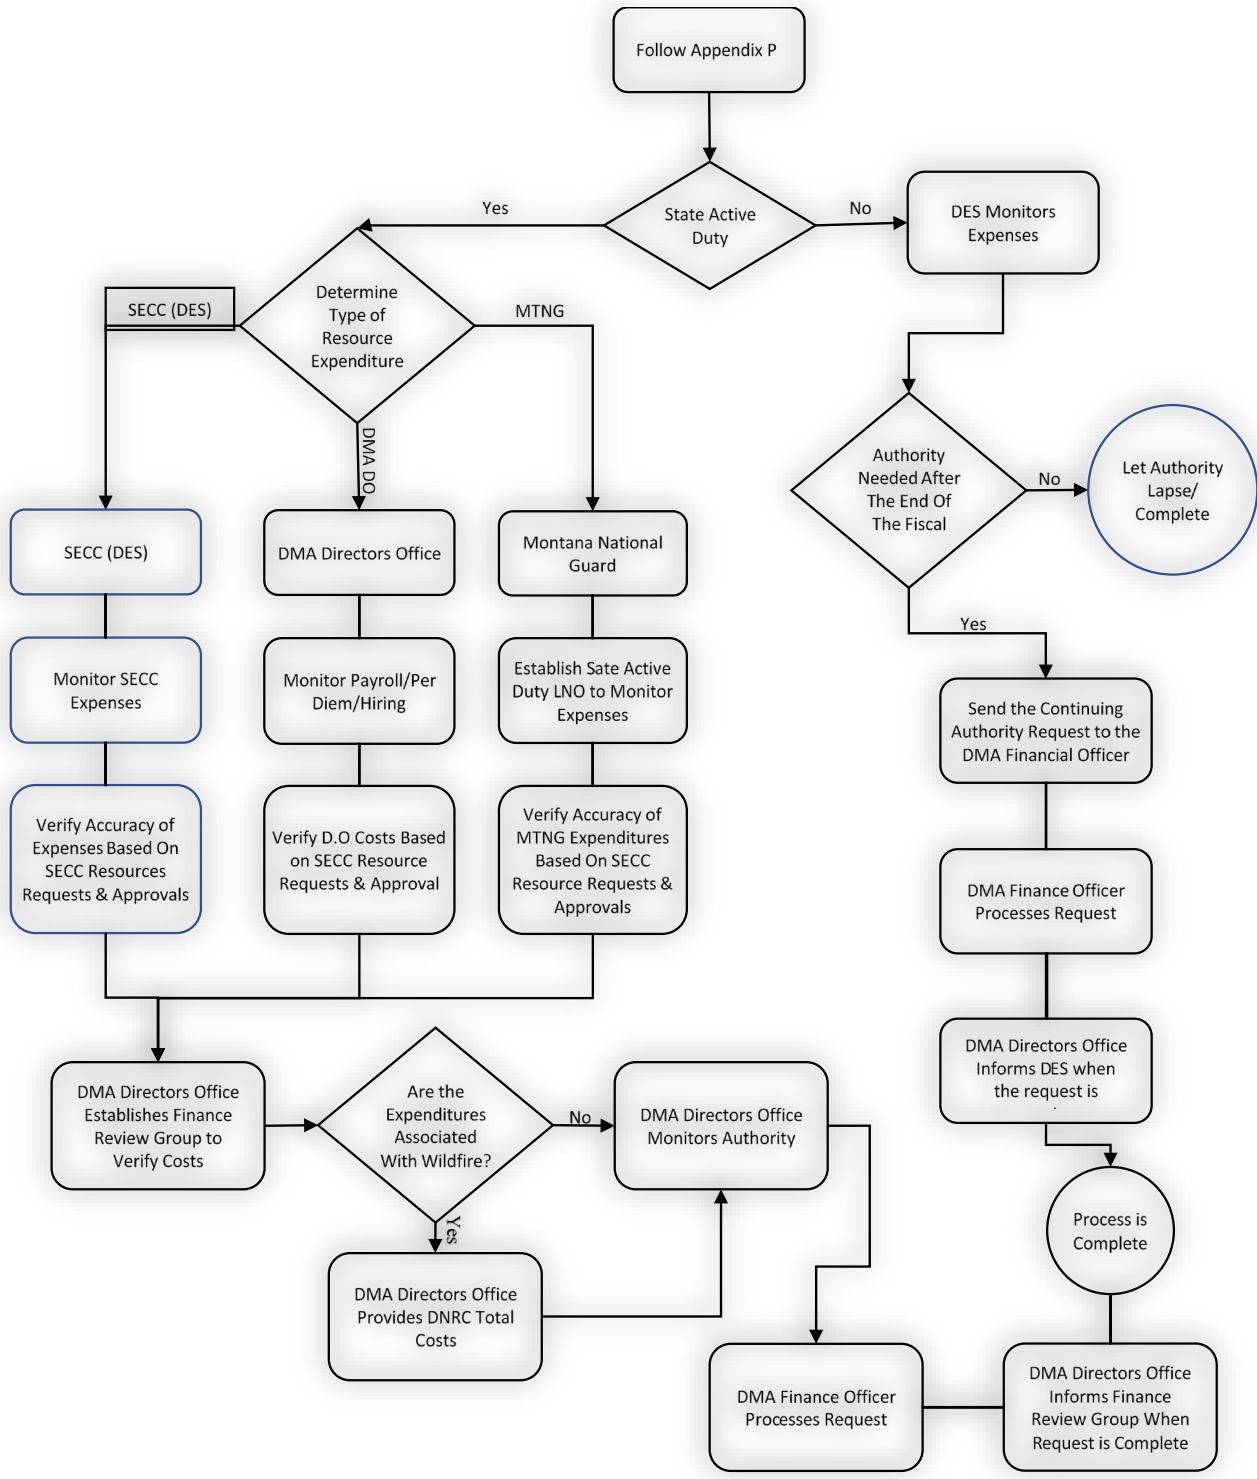 Follow Appendix P
State Active
Duty
Yes
No
DES Monitors
Expenses
Determine
Type of
Resource
Expenditure
SECC (DES)
MTNG
DMA DO
Authority
Needed After
The End Of
The Fiscal
No
Let Authority
Lapse/
Complete
Yes
SECC (DES)
DMA Directors Office
Montana National
Guard
Monitor SECC
Expenses
Monitor Payroll/Per
Diem/Hiring
Establish Sate Active
Duty LNO to Monitor
Expenses
Verify Accuracy of
Expenses Based On
SECC Resources
Requests & Approvals
Verify D.O Costs Based
on SECC Resource
Requests & Approval
Verify Accuracy of
MTNG Expenditures
Based On SECC
Resource Requests &
Approvals
Send the Continuing
Authority Request to the
DMA Financial Officer
DMA Finance Officer
Processes Request
DMA Directors Office
Informs DES when
the request is
Process is
Complete
DMA Directors Office
Establishes Finance
Review Group to
Verify Costs
Are the
Expenditures
Associated
With Wildfire?
No
Yes
DMA Directors Office
Monitors Authority
DMA Directors Office
Provides DNRC Total
Costs
DMA Finance Officer
Processes Request
DMA Directors Office
Informs Finance
Review Group When
Request is Complete